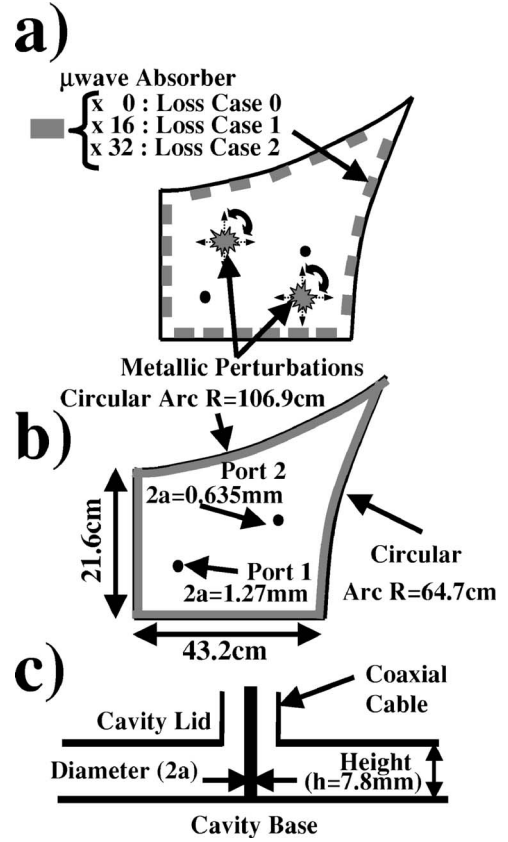 a)
μwave Absorber
x 0 : Loss Case 0
x 16 : Loss Case 1
x 32 : Loss Case 2
Metallic Perturbations
Circular Arc R=106.9cm
b)
Port 2
2a=0.635mm
21.6cm
Port 1
2a=1.27mm
Circular
Arc R=64.7cm
43.2cm
c)
Coaxial
Cable
Cavity Lid
Height
Diameter (2a)
(h=7.8mm)
Cavity Base